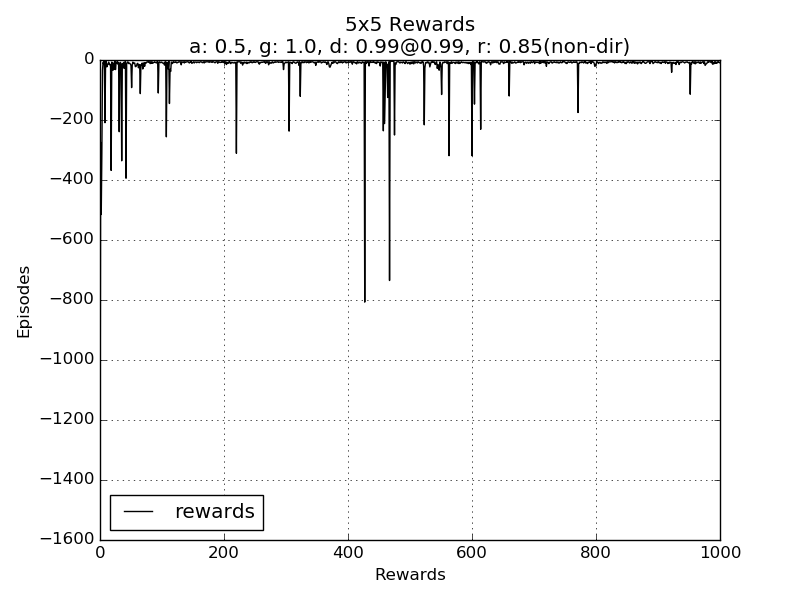 5x5 Rewards
a: 0.5, g: 1.0, d: 0.99@0.99, r: 0.85(non-dir)
0
−200
−400
−600
−800
−1000
−1200
−1400
−1600
Episodes
rewards
0 200 400 600 800 1000
Rewards